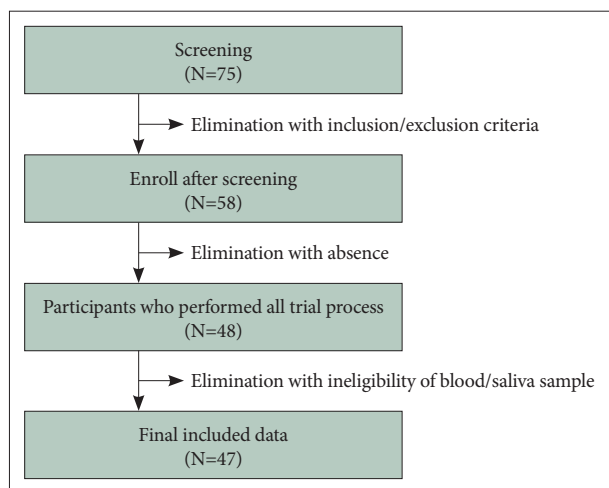 Screening
(N=75)
Elimination with inclusion/exclusion criteria
Enroll after screening
(N=58)
Elimination with absence
Participants who performed all trial process
(N=48)
Elimination with ineligibility of blood/saliva sample
Final included data
(N=47)